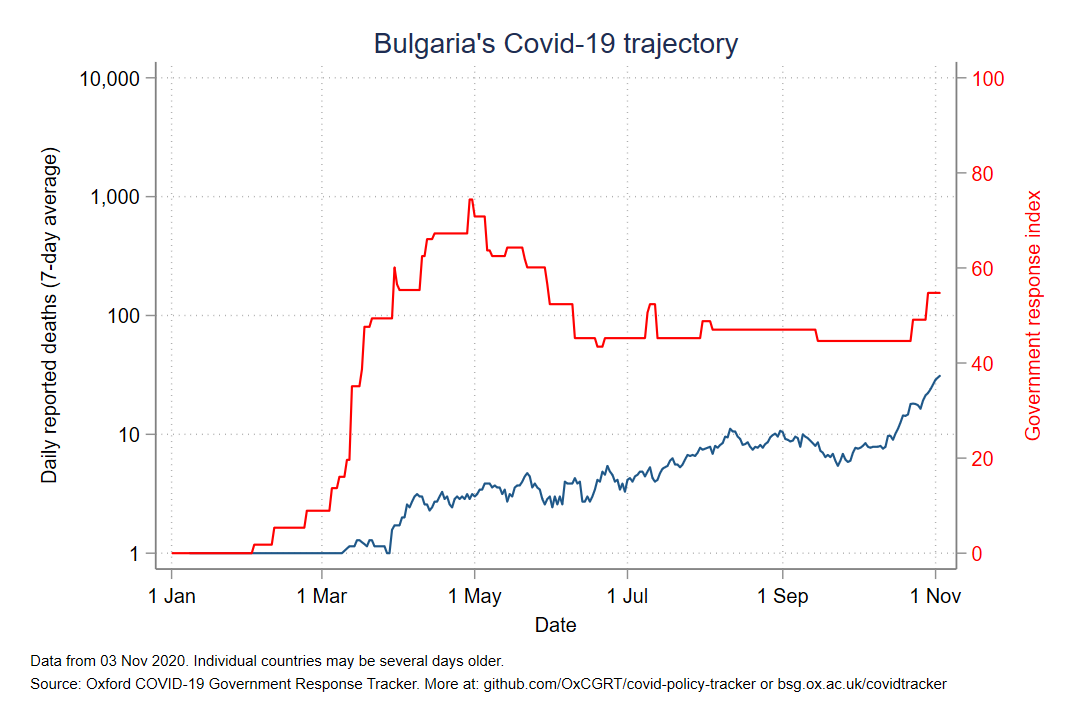 Bulgaria's Covid-19 trajectory
10,000
1,000
100
10
1
Daily reported deaths (7-day average)
100
80
60
40
20
0
Government response index
1 Jan
1 Mar
1 May
1 Jul
1 Sep
1 Nov
Date
Data from 03 Nov 2020. Individual countries may be several days older.
Source: Oxford COVID-19 Government Response Tracker. More at: github.com/OxCGRT/covid-policy-tracker or bsg.ox.ac.uk/covidtracker